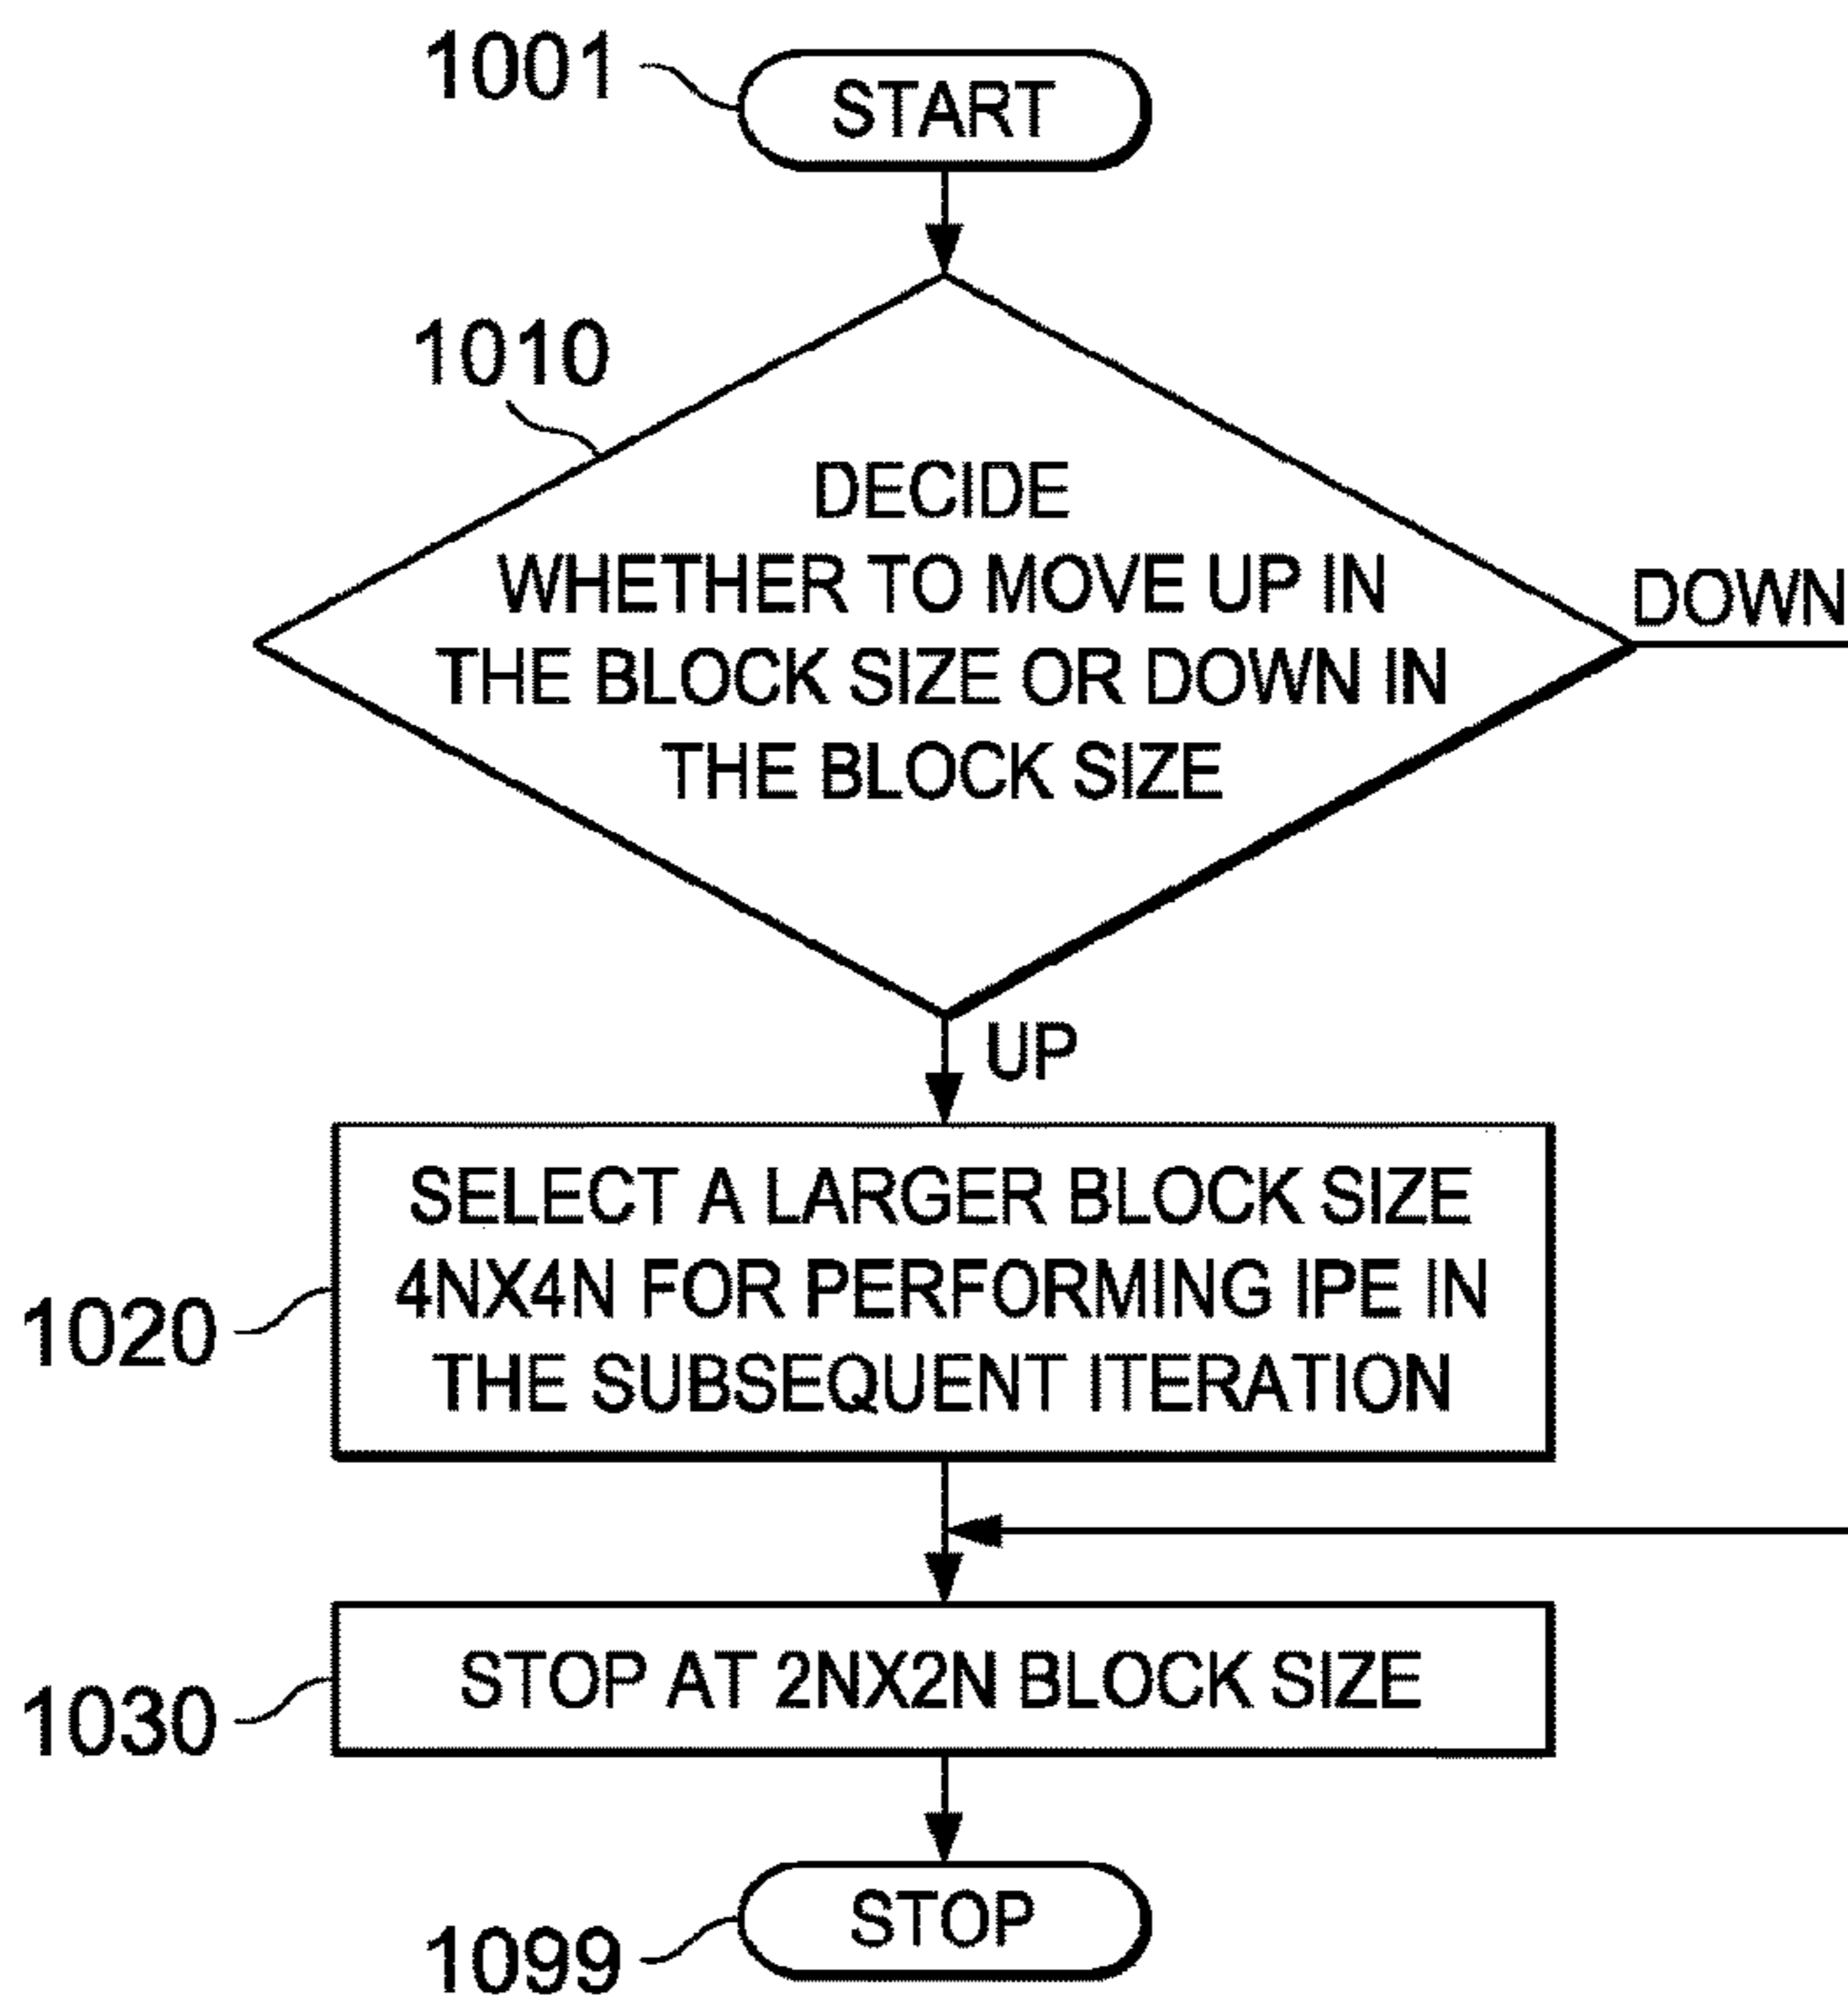 1001
START
1010
DECIDE
WHETHER TO MOVE UP IN
THE BLOCK SIZE OR DOWN IN
THE BLOCK SIZE
DOWN
UP
SELECT A LARGER BLOCK SIZE
4NX4N FOR PERFORMING IPE IN
THE SUBSEQUENT ITERATION
1020
STOP AT 2NX2N BLOCK SIZE
1030
STOP
1099